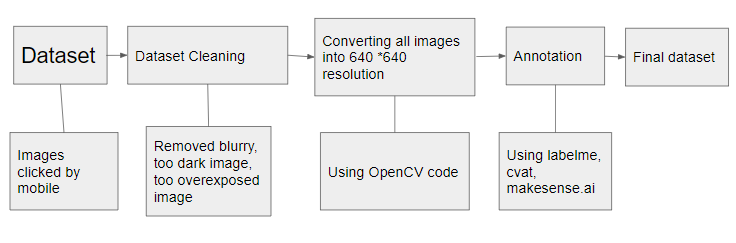 Dataset
Dataset Cleaning
Converting all images
into 640 *640
resolution
Annotation
Final dataset
Images
clicked by
mobile
Removed blurry,
too dark image,
too overexposed
image
Using OpenCV code
Using labelme,
cvat,
makesense.ai